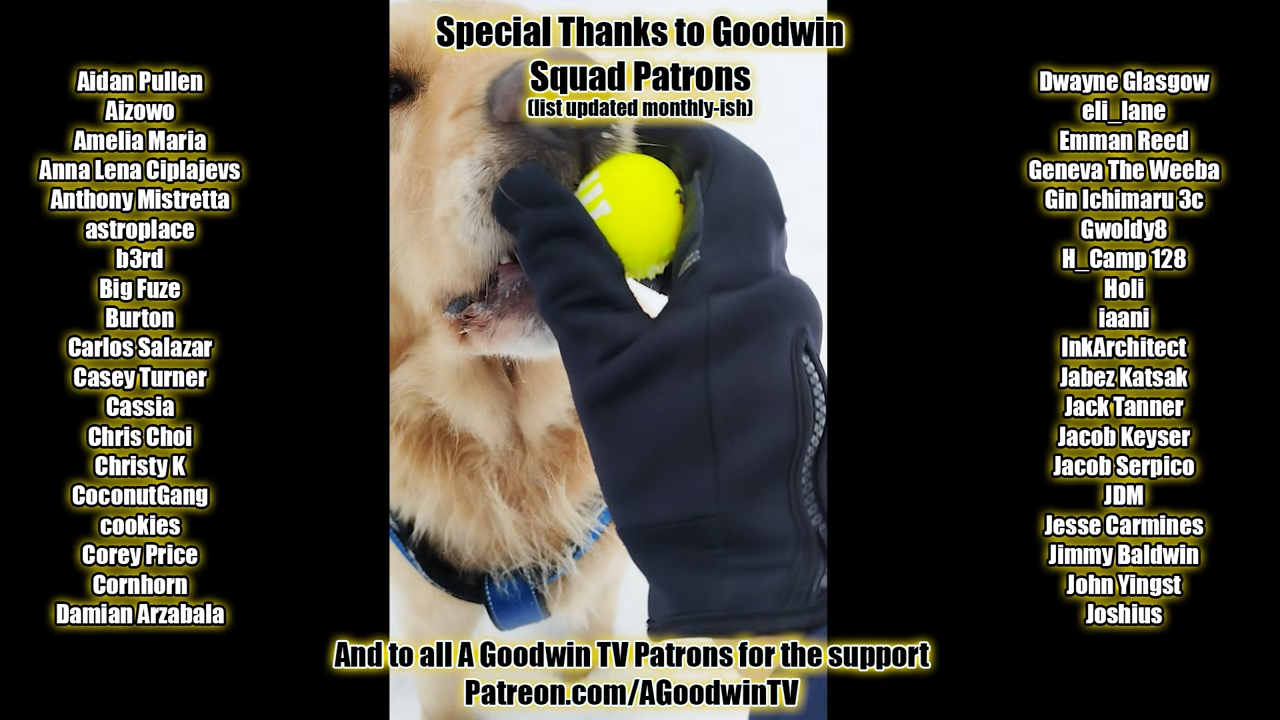 Special Thanks to Goodwin
Squad Patrons
(list updated monthly-ish)
Aidan Pullen
Aizowo
Amelia Maria
Anna Lena Ciplajevs
Anthony Mistretta
astroplace
b3rd
Big Fuze
Burton
Carlos Salazar
Casey Turner
Cassia
Chris Choi
Christy K
CoconutGang
cookies
Corey Price
Cornhorn
Damian Arzabala
Dwayne Glasgow
eli_lane
Emman Reed
Geneva The Weeba
Gin Ichimaru 3c
Gwoldy8
H_Camp 128
Holi
iaani
InkArchitect
Jabez Katsak
Jack Tanner
Jacob Keyser
Jacob Serpico
JDM
Jesse Carmines
Jimmy Baldwin
John Yingst
Joshius
And to all A Goodwin TV Patrons for the support
Patreon.com/AGoodwinTV